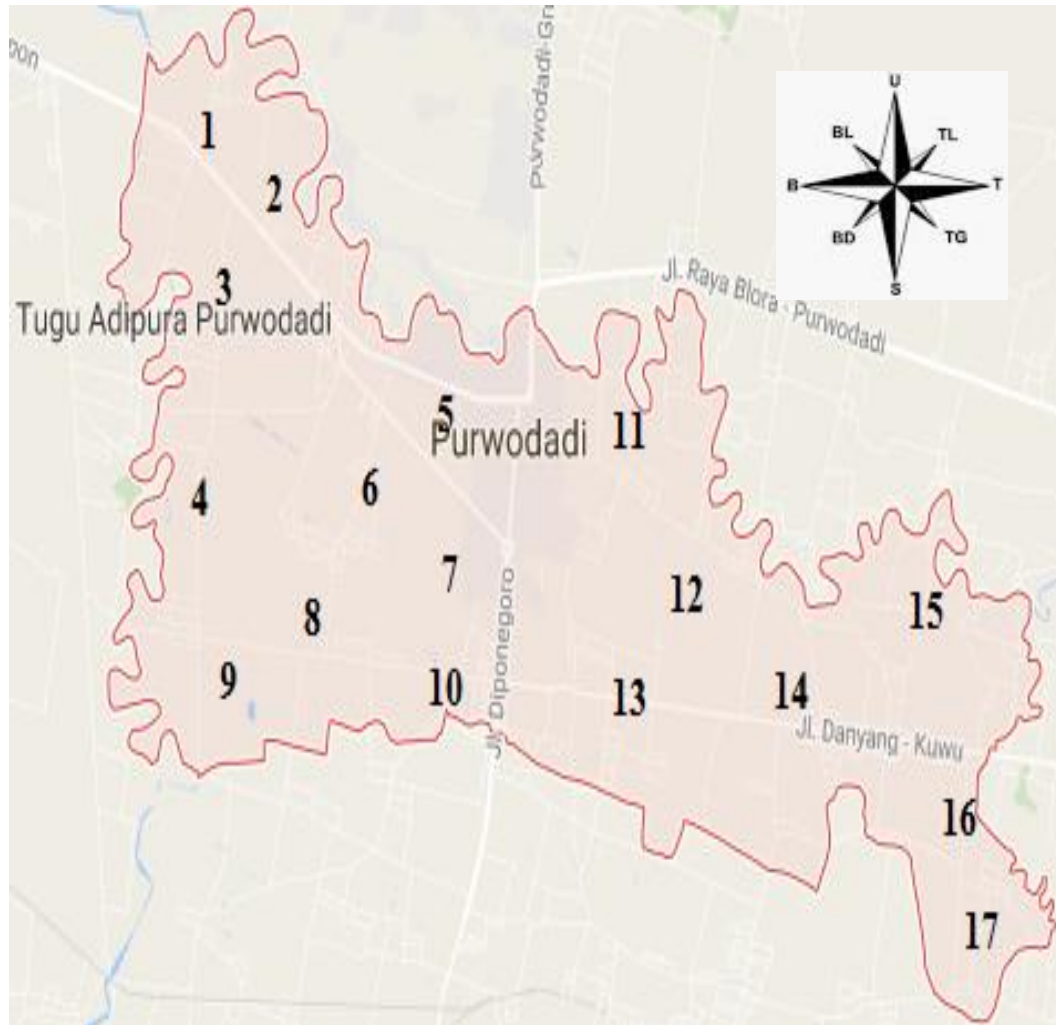 pon
Purwodadi-Gr
U
BL
TL
B
T
BD
TG
S
1
2
3
Jl. Raya Blora - Purwodadi
Tugu Adipura Purwodadi
5
11
Purwodadi
4
6
7
12
8
15
9
10
13
14
Jl. Diponegoro
Jl. Danyang - Kuwu
16
17